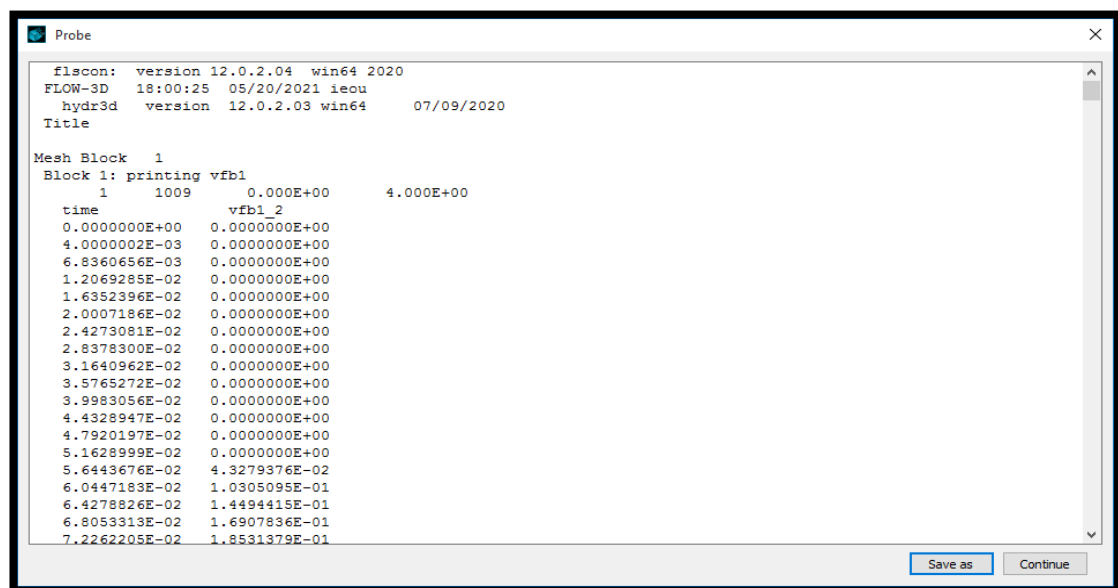 Probe
flscon: version 12.0.2.04 win64 2020
FLOW-3D 18:00:25 05/20/2021 ieou
hydr3d version 12.0.2.03 win64 07/09/2020
Title
Mesh Block 1
Block 1: printing vfb1
1 1009 0.000E+00 4.000E+00
time vfb1_2
0.0000000E+00 0.0000000E+00
4.0000002E-03 0.0000000E+00
6.8360656E-03 0.0000000E+00
1.2069285E-02 0.0000000E+00
1.6352396E-02 0.0000000E+00
2.0007186E-02 0.0000000E+00
2.4273081E-02 0.0000000E+00
2.8378300E-02 0.0000000E+00
3.1640962E-02 0.0000000E+00
3.5765272E-02 0.0000000E+00
3.9983056E-02 0.0000000E+00
4.4328947E-02 0.0000000E+00
4.7920197E-02 0.0000000E+00
5.1628999E-02 0.0000000E+00
5.6443676E-02 4.3279376E-02
6.0447183E-02 1.0305095E-01
6.4278826E-02 1.4494415E-01
6.8053313E-02 1.6907836E-01
7.2262205E-02 1.8531379E-01
Save as Continue